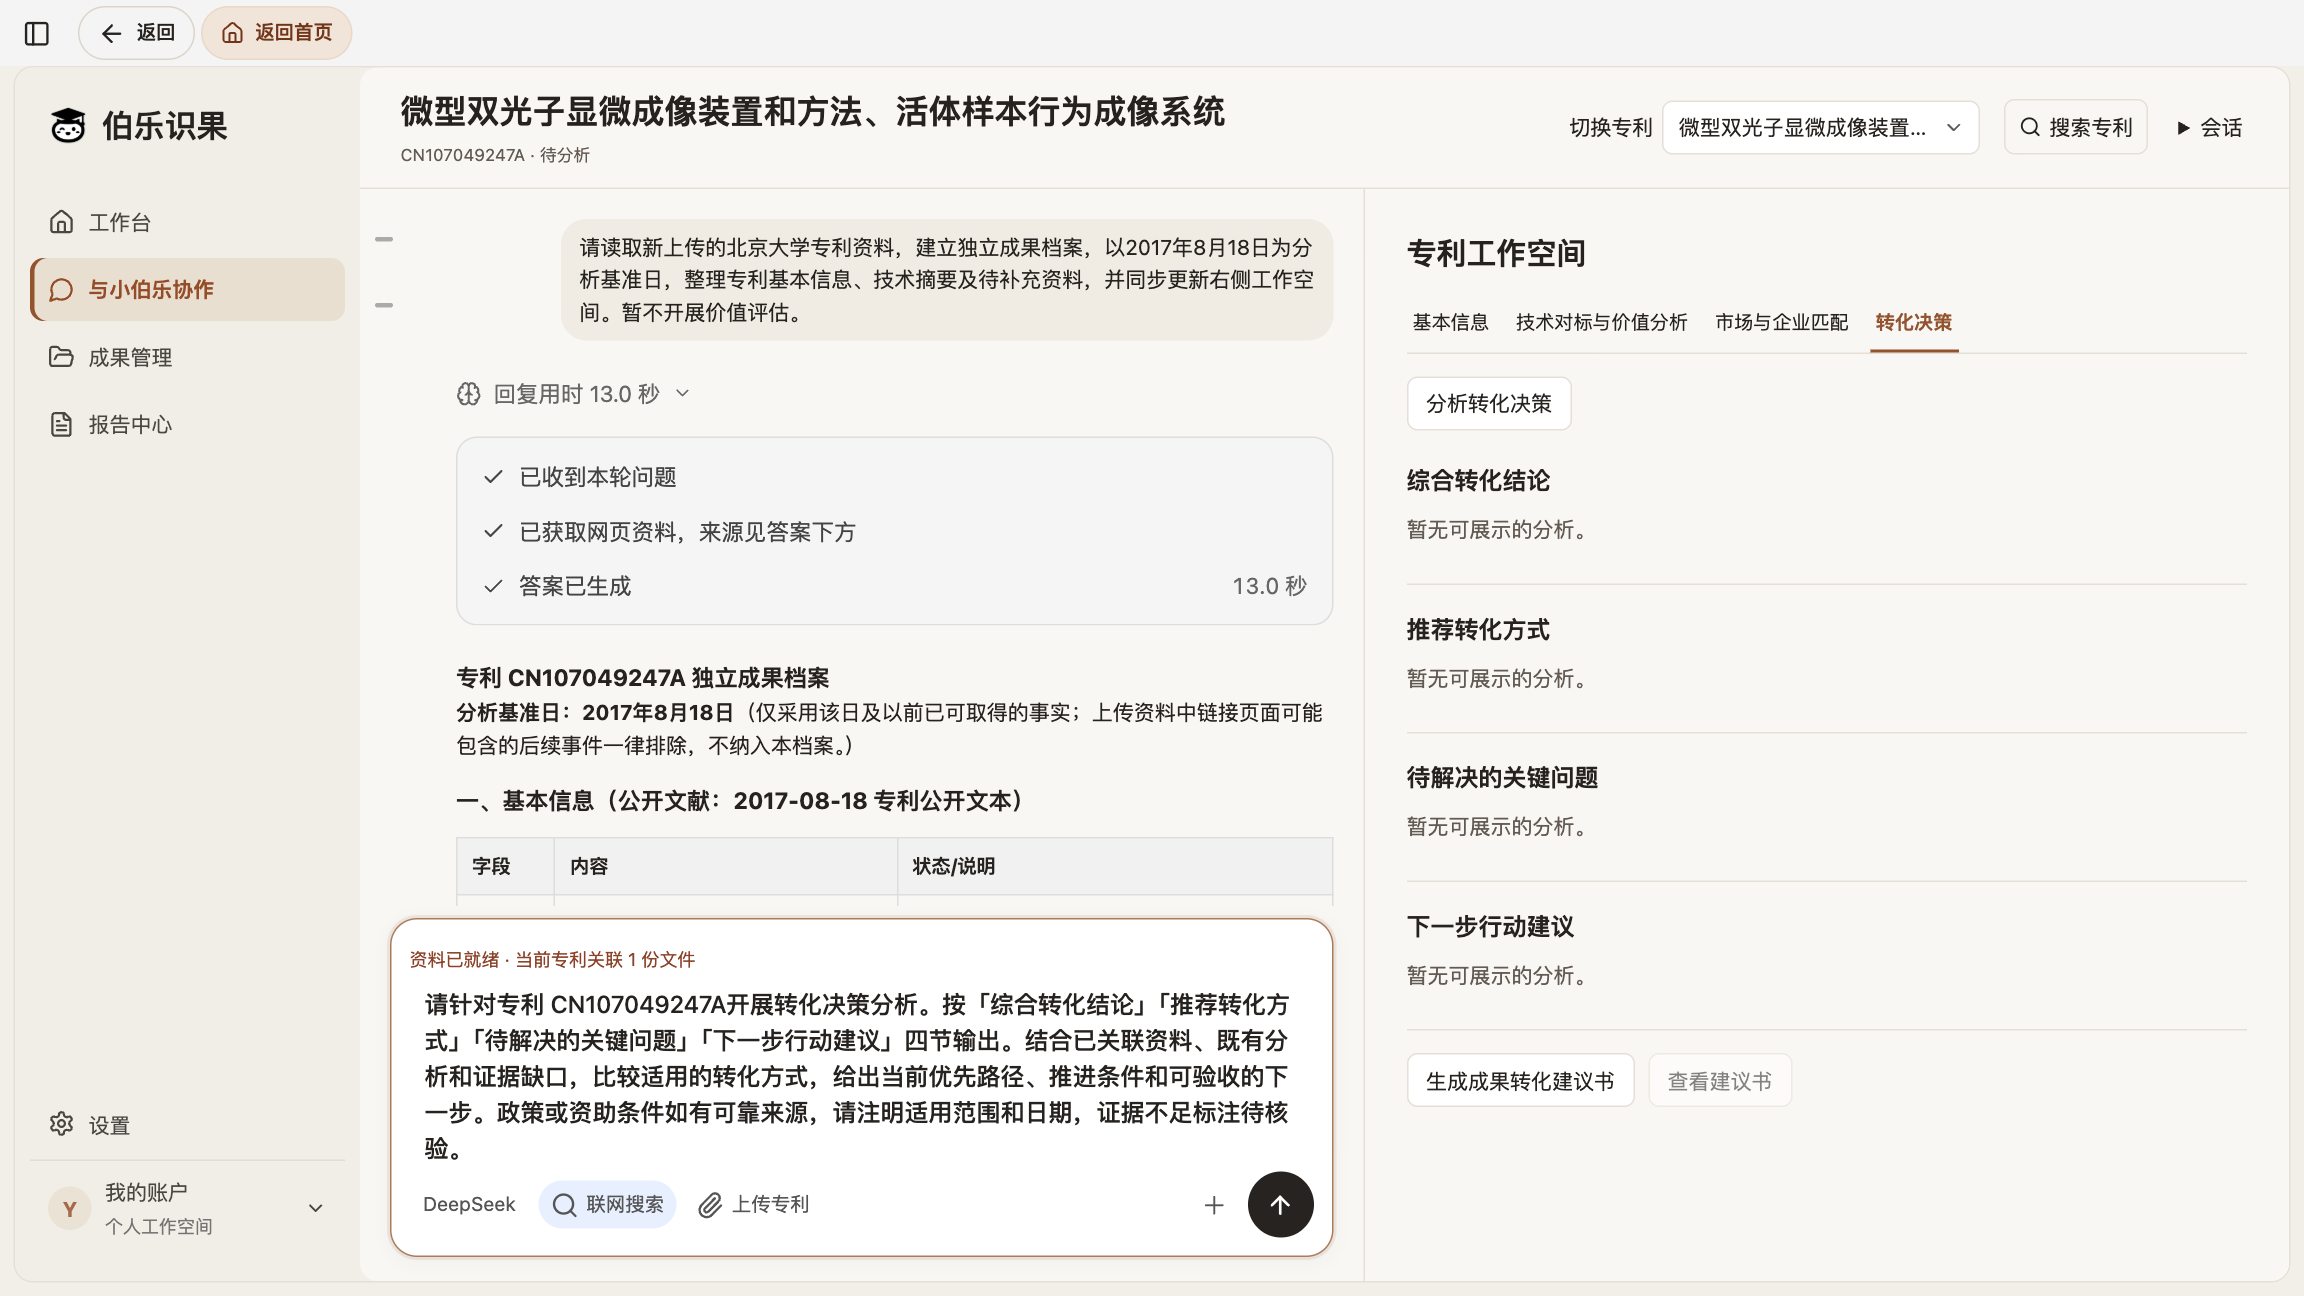 返回
返回首页
伯乐识果
工作台
与小伯乐协作
成果管理
报告中心
设置
Y
我的账户
个人工作空间
微型双光子显微成像装置和方法、活体样本行为成像系统
CN107049247A · 待分析
切换专利
微型双光子显微成像装置...
搜索专利
▶ 会话
请读取新上传的北京大学专利资料，建立独立成果档案，以2017年8月18日为分
析基准日，整理专利基本信息、技术摘要及待补充资料，并同步更新右侧工作空
间。暂不开展价值评估。
回复用时 13.0 秒
已收到本轮问题
已获取网页资料，来源见答案下方
答案已生成
13.0 秒
专利 CN107049247A 独立成果档案
分析基准日：2017年8月18日（仅采用该日及以前已可取得的事实；上传资料中链接页面可能
包含的后续事件一律排除，不纳入本档案。）
一、基本信息（公开文献：2017-08-18 专利公开文本）
字段
内容
状态/说明
资料已就绪 · 当前专利关联 1 份文件
请针对专利 CN107049247A开展转化决策分析。按「综合转化结论」「推荐转化方
式」「待解决的关键问题」「下一步行动建议」四节输出。结合已关联资料、既有分
析和证据缺口，比较适用的转化方式，给出当前优先路径、推进条件和可验收的下
一步。政策或资助条件如有可靠来源，请注明适用范围和日期，证据不足标注待核
验。
DeepSeek
联网搜索
上传专利
专利工作空间
基本信息
技术对标与价值分析
市场与企业匹配
转化决策
分析转化决策
综合转化结论
暂无可展示的分析。
推荐转化方式
暂无可展示的分析。
待解决的关键问题
暂无可展示的分析。
下一步行动建议
暂无可展示的分析。
生成成果转化建议书
查看建议书